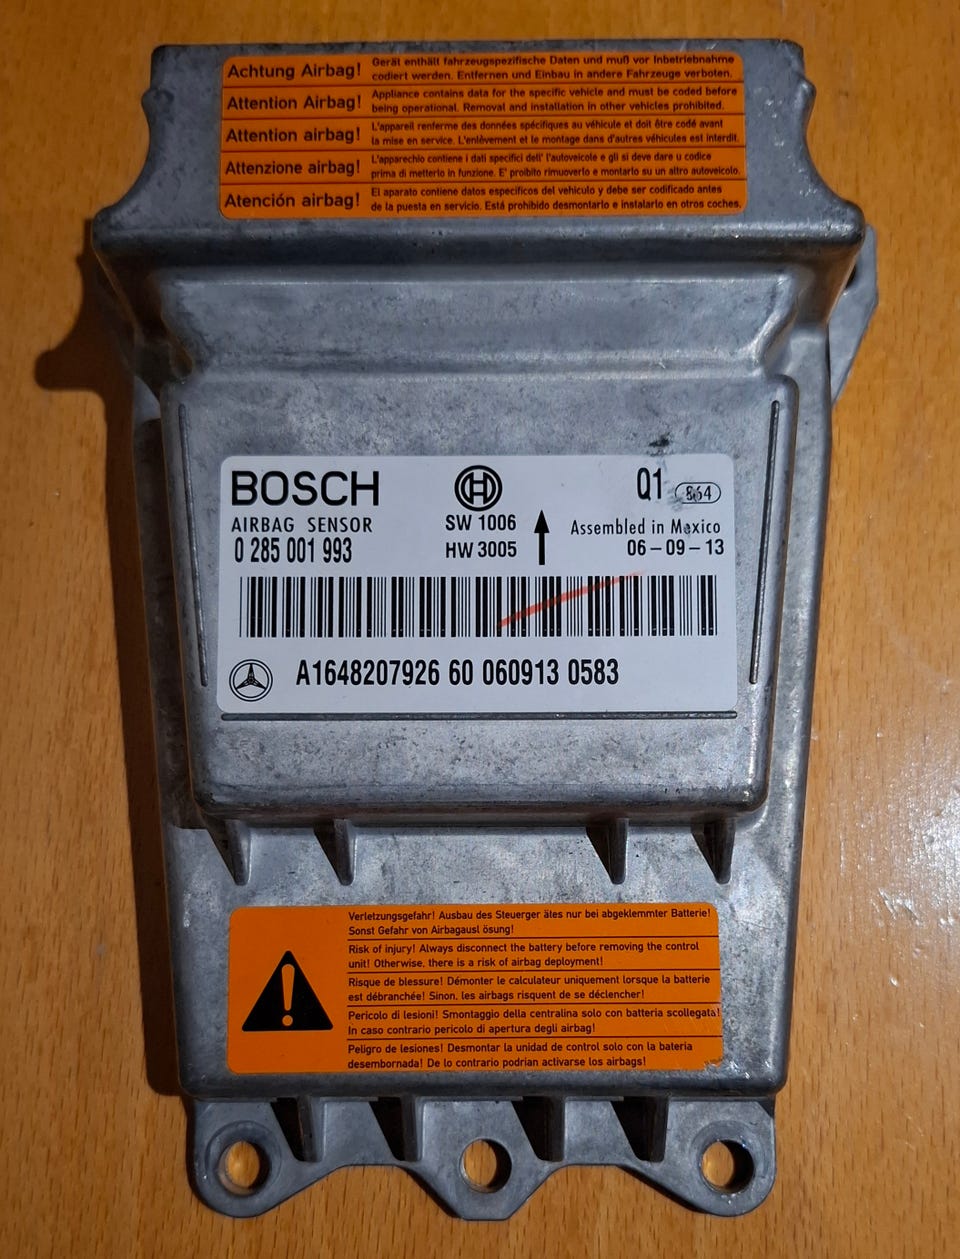 Achtung Airbag!
Gerät enthält fahrzeugspezifische Daten und muß vor Inbetriebnahme
codiert werden. Entfernen und Einbau in andere Fahrzeuge verboten.
Attention Airbag!
Appliance contains data for the specific vehicle and must be coded before
being operational. Removal and installation in other vehicles prohibited.
Attention airbag!
L'appareil renferme des données spécifiques au véhicule et doit être codé avant
la mise en service. L'enlèvement et le montage dans d'autres véhicules est interdit.
Attenzione airbag!
L'apparechio contiene i dati specifici dell' l'autoveicole e gli si deve dare u codice
prima di metterlo in funzione. E' proibito rimuoverlo e montarlo su un altro autoveicolo.
Atención airbag!
El aparato contiene datos especificos del vehiculo y debe ser codificado antes
de la puesta en servicio. Está prohibido desmontarlo e instalarlo en otros coches.
BOSCH
AIRBAG SENSOR
0 285 001 993
SW 1006
HW 3005
Q1 864
Assembled in Mexico
06-09-13
A1648207926 60 060913 0583
Verletzungsgefahr! Ausbau des Steuerger ätes nur bei abgeklemmter Batterie!
Sonst Gefahr von Airbagausl ösung!
Risk of injury! Always disconnect the battery before removing the control
unit! Otherwise, there is a risk of airbag deployment!
Risque de blessure! Démonter le calculateur uniquement lorsque la batterie
est débranchée! Sinon, les airbags risquent de se déclencher!
Pericolo di lesioni! Smontaggio della centralina solo con batteria scollegata!
In caso contrario pericolo di apertura degli airbag!
Peligro de lesiones! Desmontar la unidad de control solo con la bateria
desembornada! De lo contrario podrian activarse los airbags!